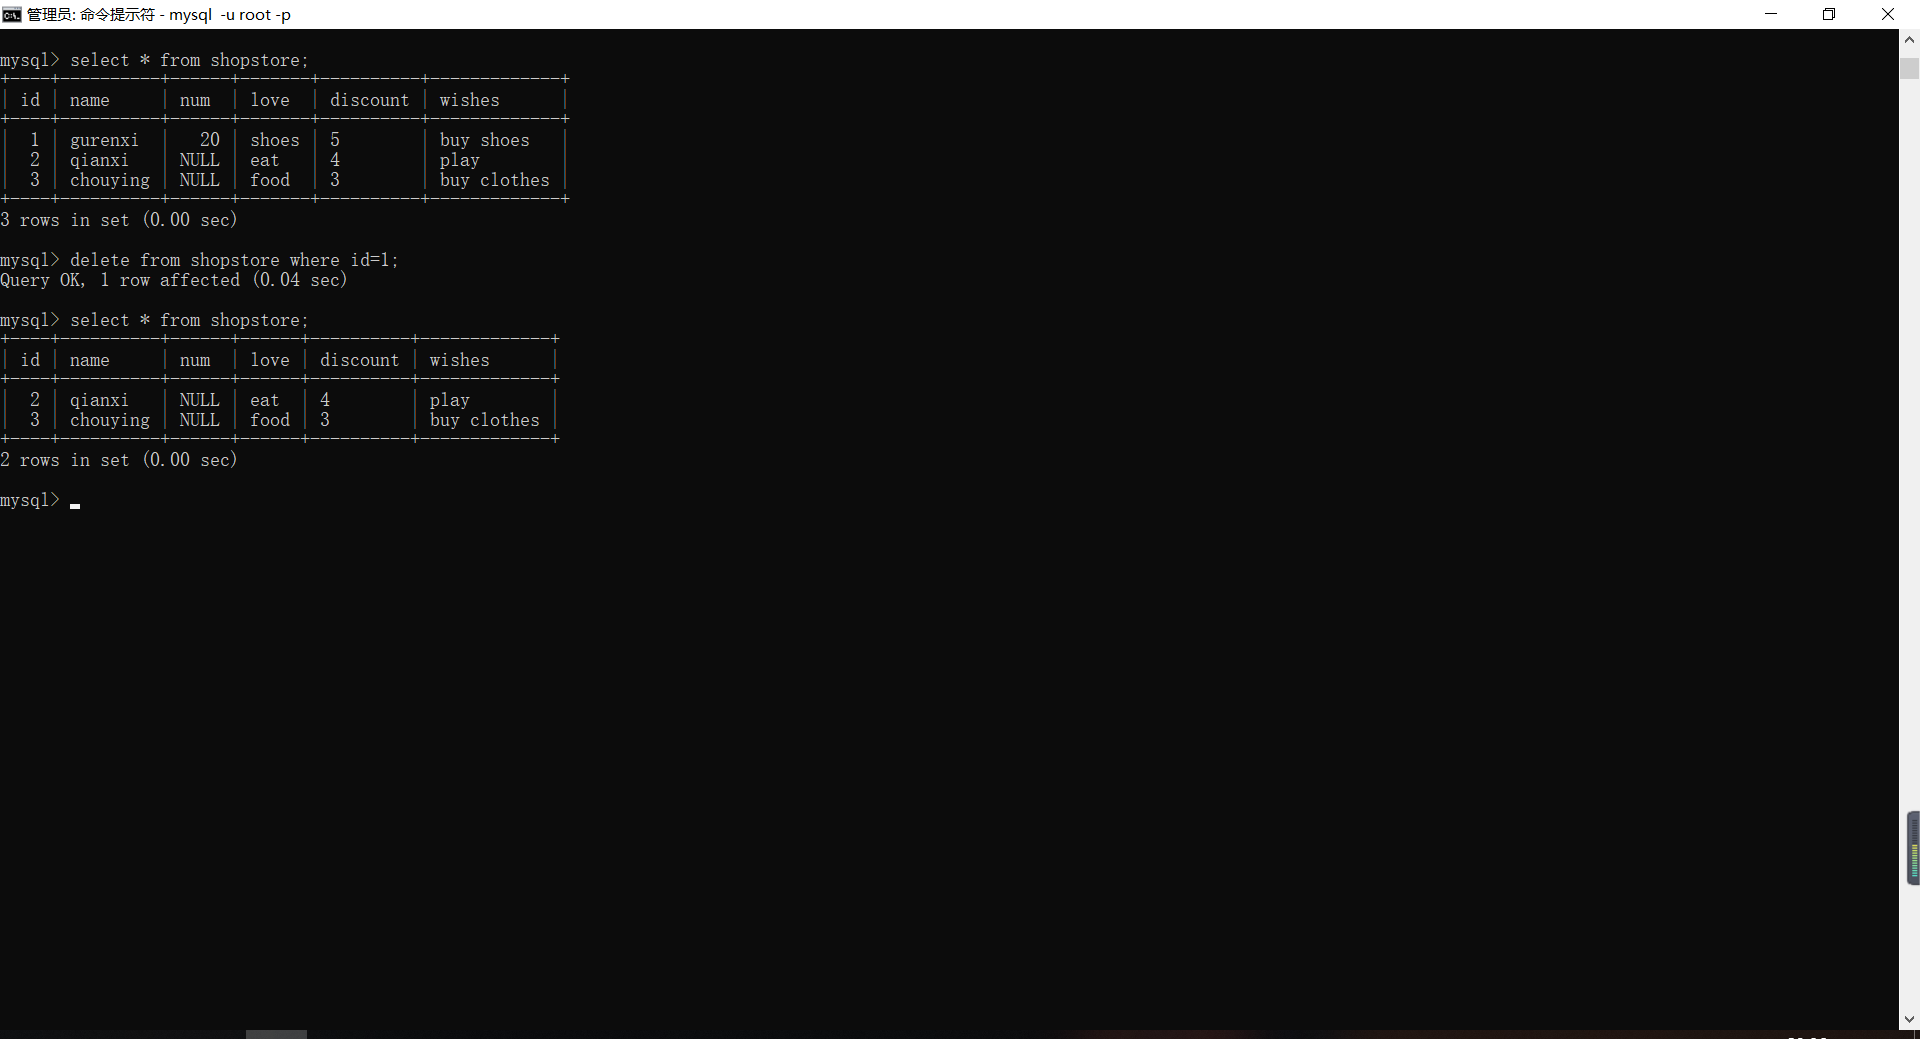 管理员: 命令提示符 - mysql  -u root -p
mysql> select * from shopstore;
+----+----------+------+-------+----------+-------------+
| id | name     | num  | love  | discount | wishes      |
+----+----------+------+-------+----------+-------------+
|  1 | gurenxi  |   20 | shoes | 5        | buy shoes   |
|  2 | qianxi   | NULL | eat   | 4        | play        |
|  3 | chouying | NULL | food  | 3        | buy clothes |
+----+----------+------+-------+----------+-------------+
3 rows in set (0.00 sec)
mysql> delete from shopstore where id=1;
Query OK, 1 row affected (0.04 sec)
mysql> select * from shopstore;
+----+----------+------+------+----------+-------------+
| id | name     | num  | love | discount | wishes      |
+----+----------+------+------+----------+-------------+
|  2 | qianxi   | NULL | eat  | 4        | play        |
|  3 | chouying | NULL | food | 3        | buy clothes |
+----+----------+------+------+----------+-------------+
2 rows in set (0.00 sec)
mysql>